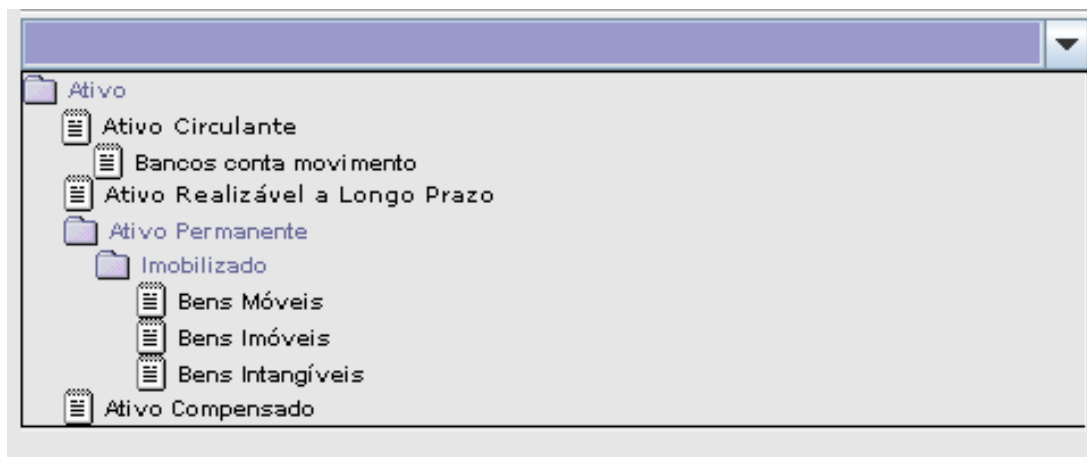 Ativo
Ativo Circulante
Bancos conta movimento
Ativo Realizável a Longo Prazo
Ativo Permanente
Imobilizado
Bens Móveis
Bens Imóveis
Bens Intangíveis
Ativo Compensado